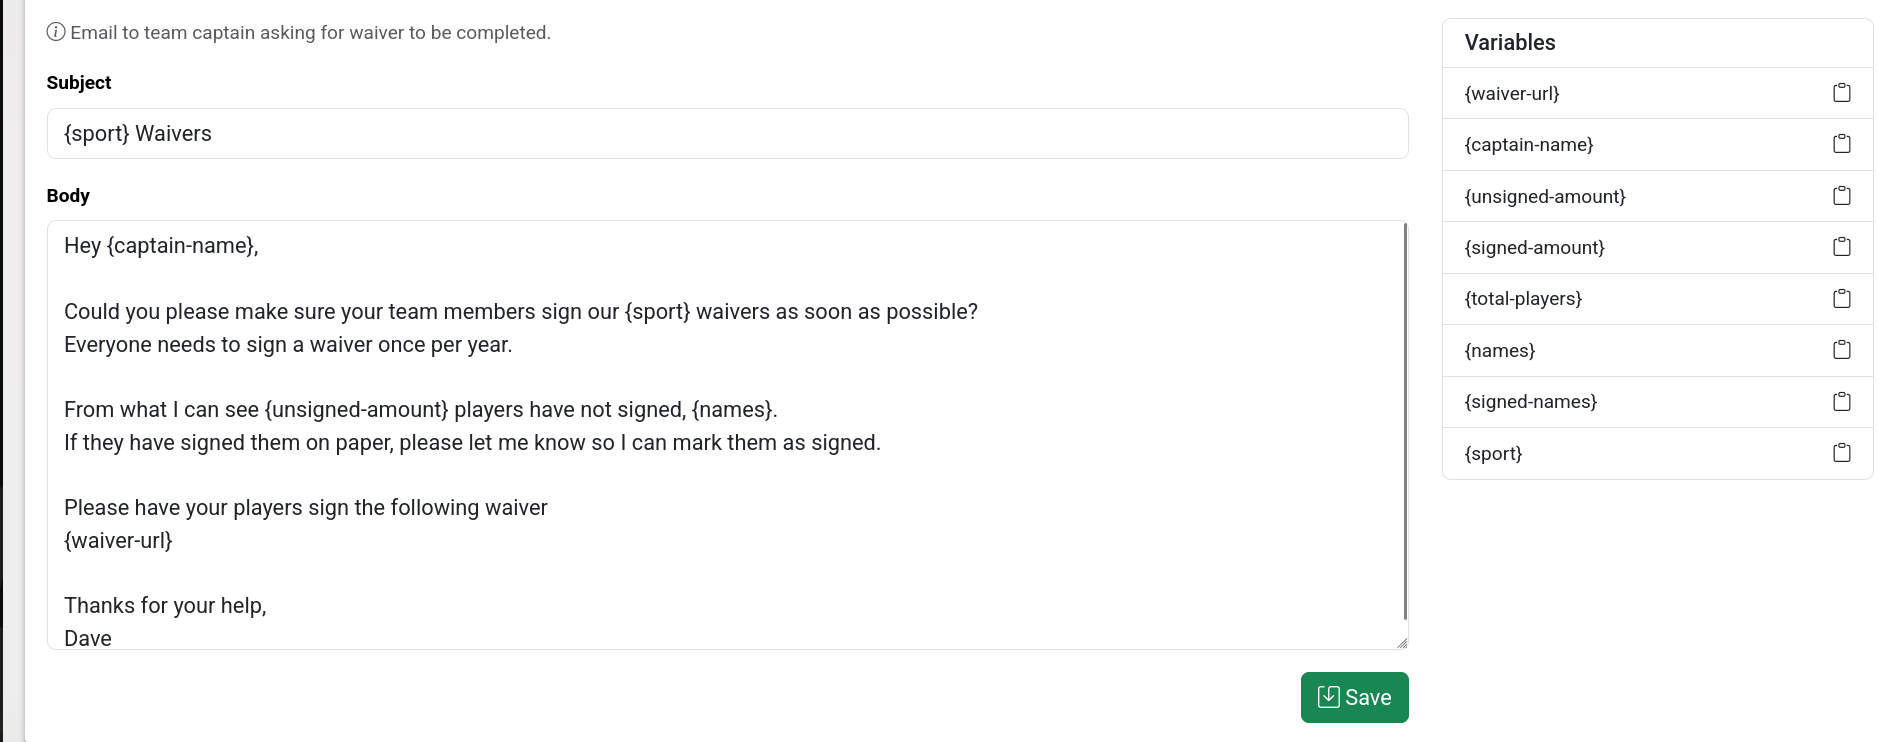 Email to team captain asking for waiver to be completed.
Subject
{sport} Waivers
Body
Hey {captain-name},
Could you please make sure your team members sign our {sport} waivers as soon as possible?
Everyone needs to sign a waiver once per year.
From what I can see {unsigned-amount} players have not signed, {names}.
If they have signed them on paper, please let me know so I can mark them as signed.
Please have your players sign the following waiver
{waiver-url}
Thanks for your help,
Dave
Save
Variables
{waiver-url}
{captain-name}
{unsigned-amount}
{signed-amount}
{total-players}
{names}
{signed-names}
{sport}